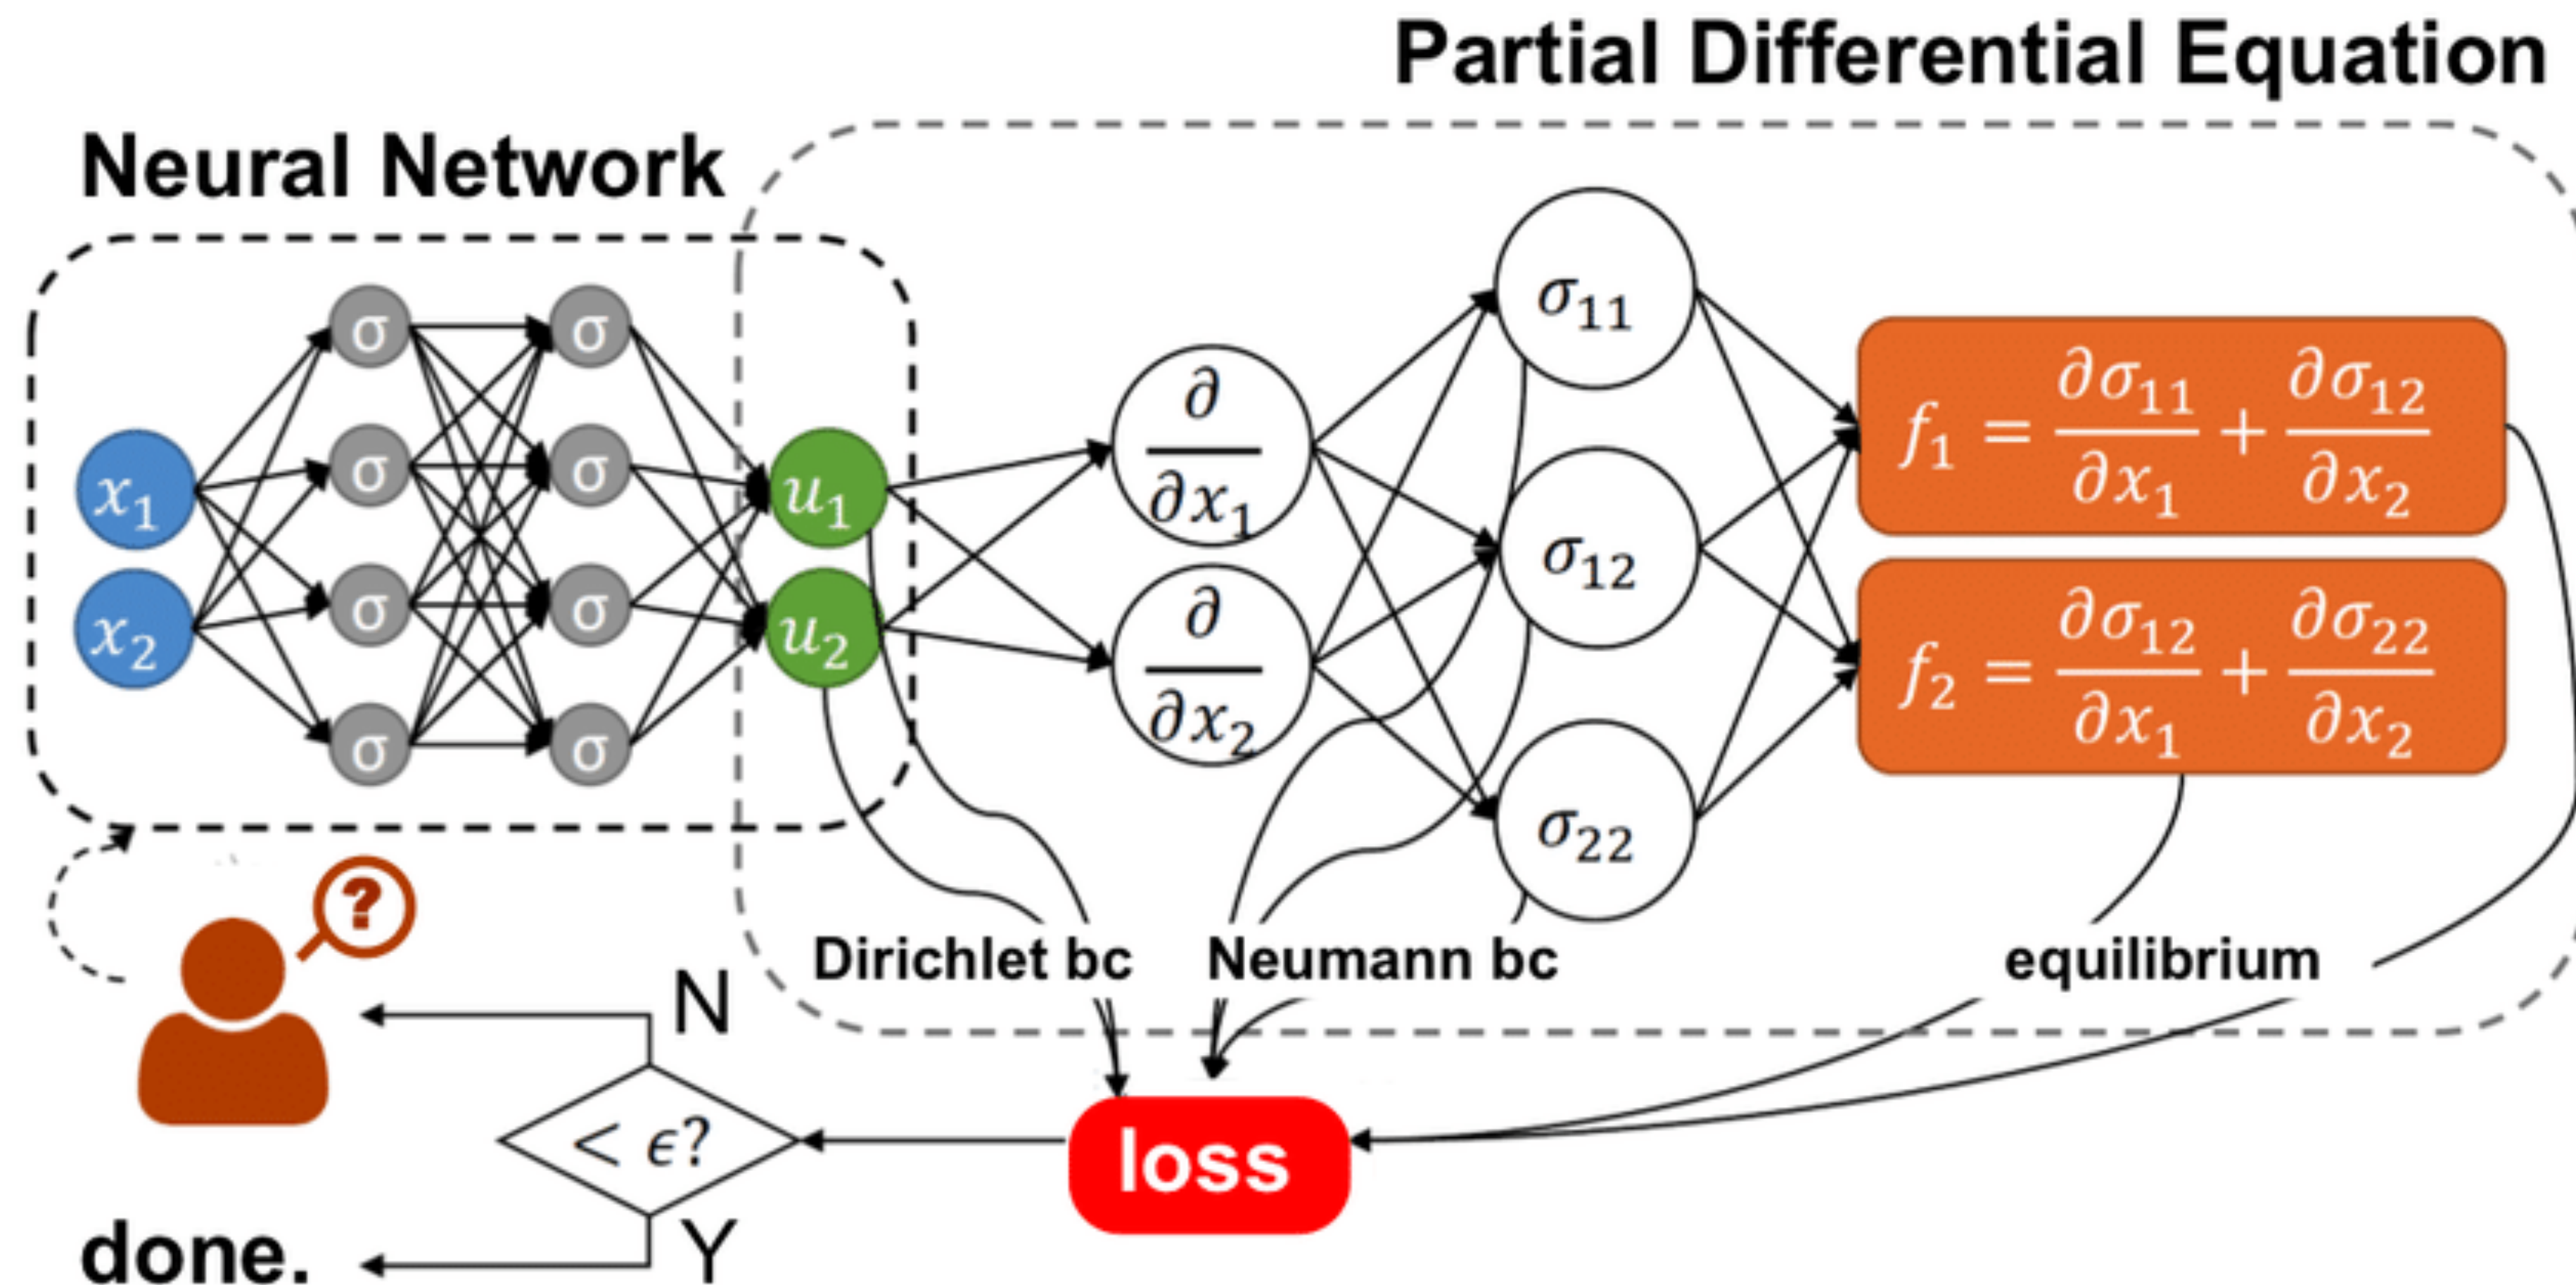 Partial Differential Equation
Neural Network
x₁
x₂
σ
σ
σ
σ
σ
σ
σ
σ
u₁
u₂
∂/∂x₁
∂/∂x₂
σ₁₁
σ₁₂
σ₂₂
f₁ = ∂σ₁₁/∂x₁ + ∂σ₁₂/∂x₂
f₂ = ∂σ₁₂/∂x₁ + ∂σ₂₂/∂x₂
?
Dirichlet bc
Neumann bc
equilibrium
N
< ϵ?
Y
loss
done.